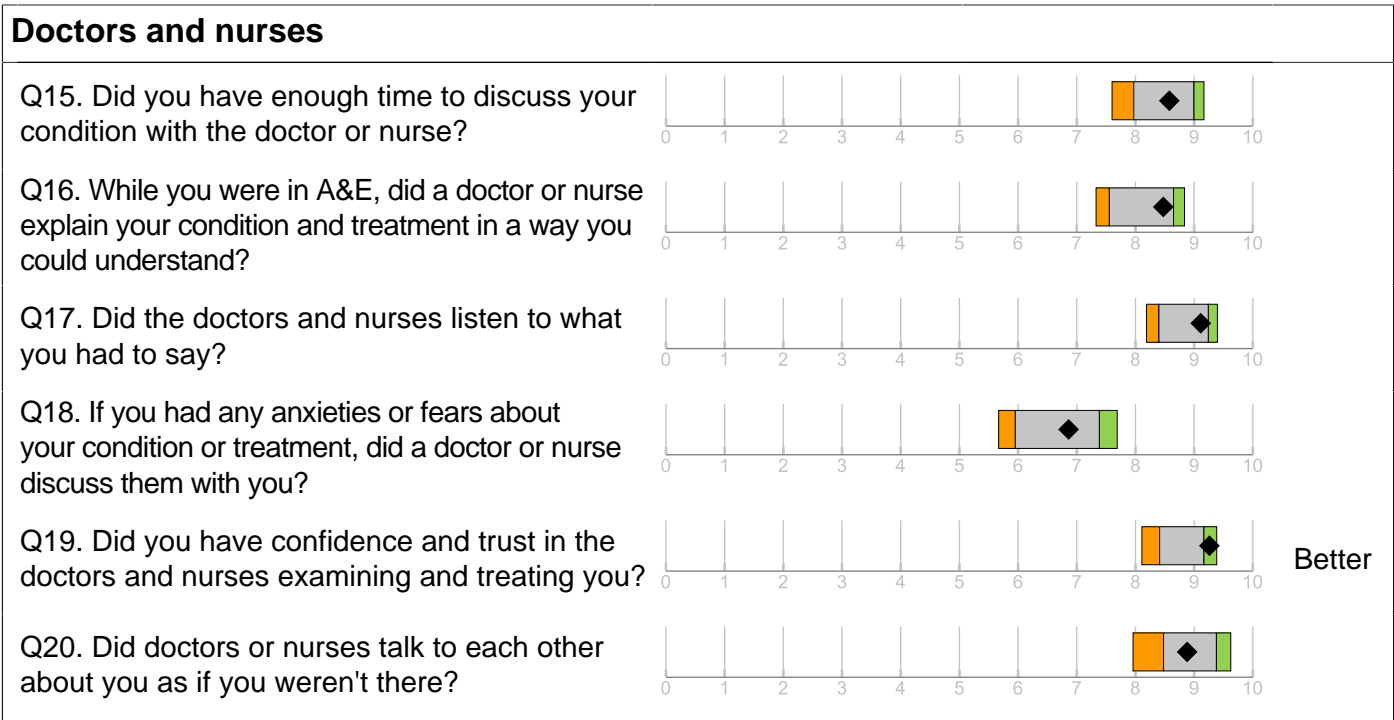 Doctors and nurses
Q15. Did you have enough time to discuss your
condition with the doctor or nurse?
0 1 2 3 4 5 6 7 8 9 10
Q16. While you were in A&E, did a doctor or nurse
explain your condition and treatment in a way you
could understand?
0 1 2 3 4 5 6 7 8 9 10
Q17. Did the doctors and nurses listen to what
you had to say?
0 1 2 3 4 5 6 7 8 9 10
Q18. If you had any anxieties or fears about
your condition or treatment, did a doctor or nurse
discuss them with you?
0 1 2 3 4 5 6 7 8 9 10
Q19. Did you have confidence and trust in the
doctors and nurses examining and treating you?
0 1 2 3 4 5 6 7 8 9 10
Better
Q20. Did doctors or nurses talk to each other
about you as if you weren't there?
0 1 2 3 4 5 6 7 8 9 10